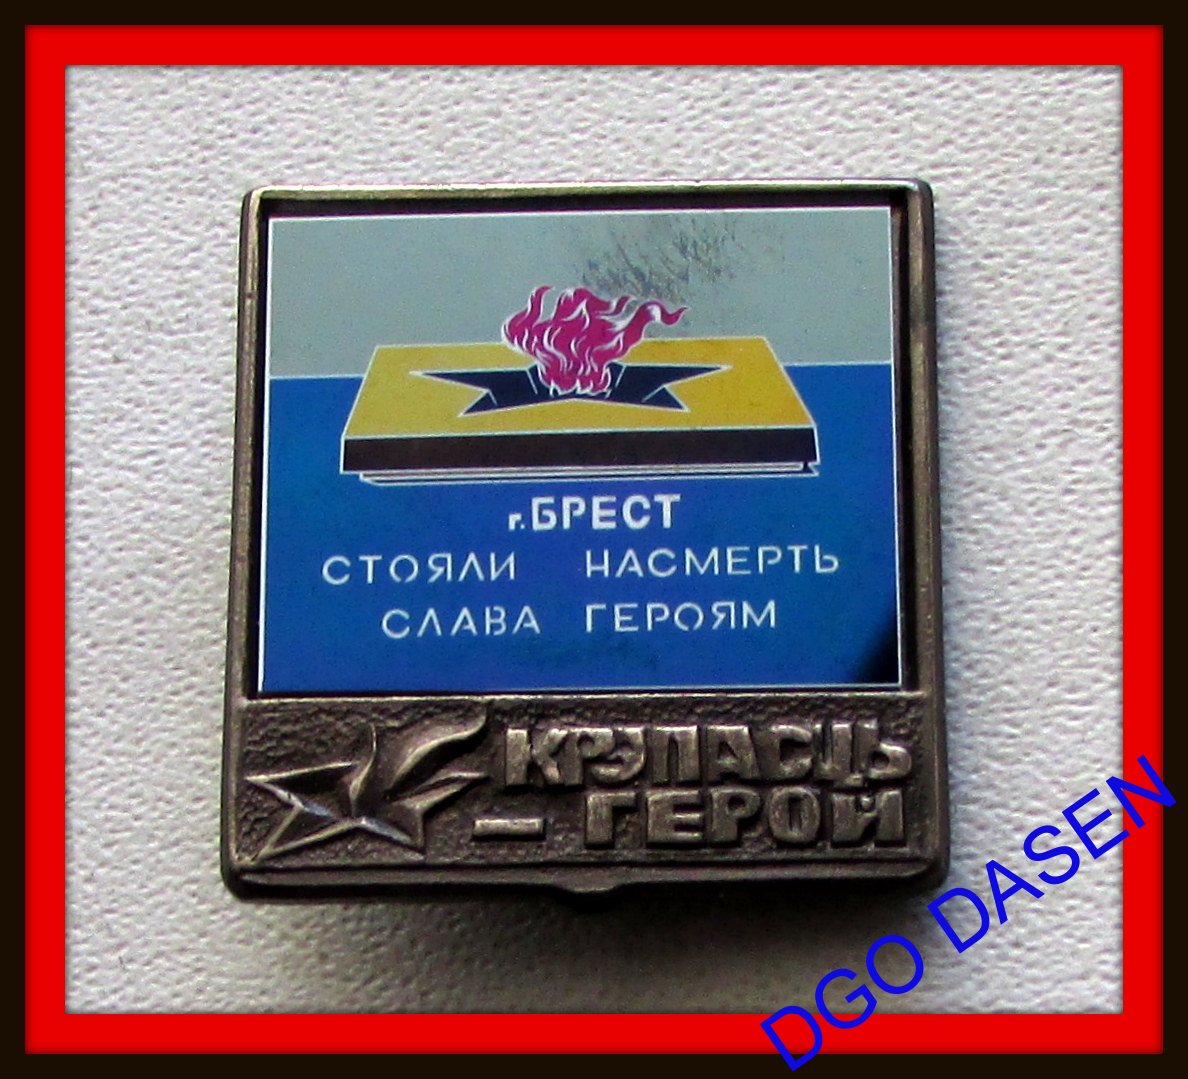 г.БРЕСТ
СТОЯЛИ НАСМЕРТЬ
СЛАВА ГЕРОЯМ
КРЭПАСЦЬ
– ГЕРОЙ
DGO DASEN